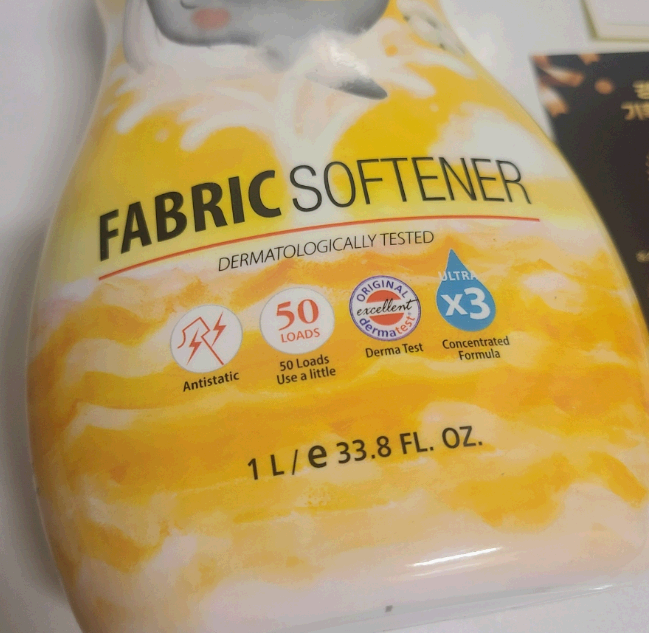 FABRIC SOFTENER
DERMATOLOGICALLY TESTED
50
LOADS
ORIGINAL
excellent
dermatest
ULTRA
x3
Antistatic
50 Loads
Use a little
Derma Test
Concentrated
Formula
1 L / e 33.8 FL. OZ.